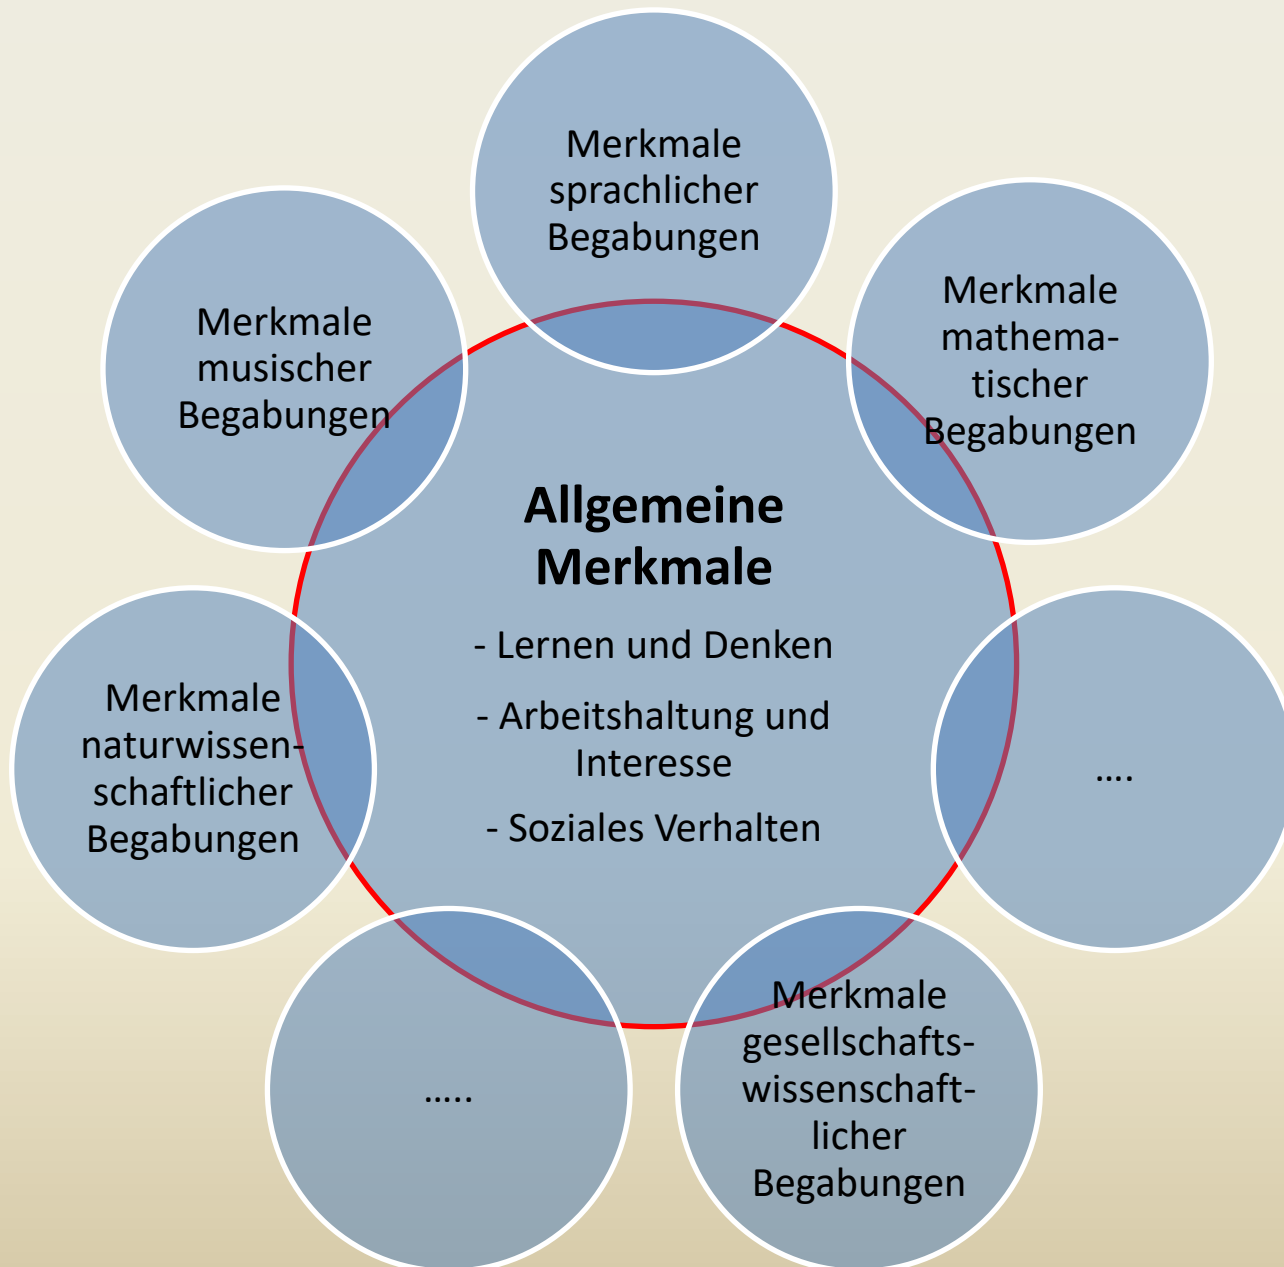 Merkmale
sprachlicher
Begabungen
Merkmale
mathema-
tischer
Begabungen
Merkmale
musischer
Begabungen
Allgemeine
Merkmale
- Lernen und Denken
- Arbeitshaltung und
Interesse
- Soziales Verhalten
Merkmale
naturwissen-
schaftlicher
Begabungen
....
.....
Merkmale
gesellschafts-
wissenschaft-
licher
Begabungen